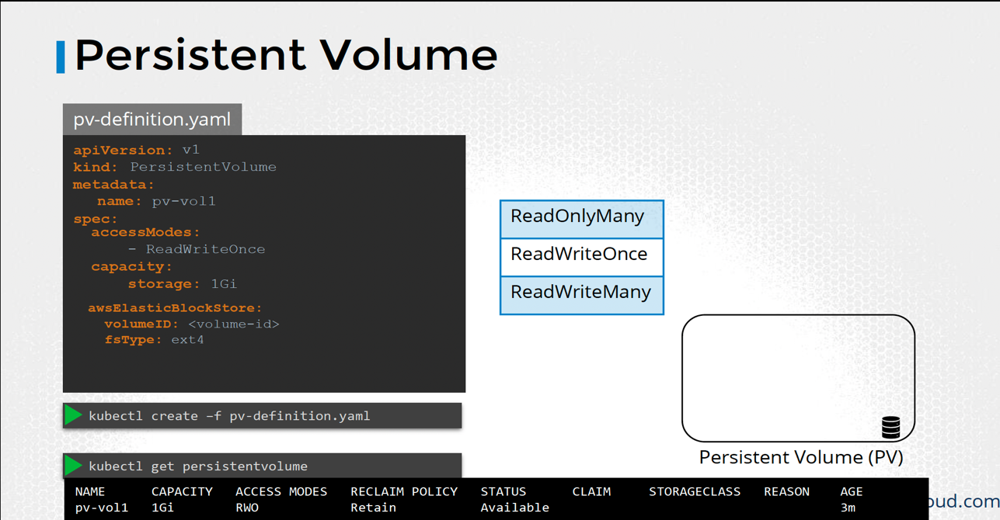 Persistent Volume
pv-definition.yaml
apiVersion: v1
kind: PersistentVolume
metadata:
name: pv-vol1
spec:
accessModes:
- ReadWriteOnce
capacity:
storage: 1Gi
awsElasticBlockStore:
volumeID: <volume-id>
fsType: ext4
ReadOnlyMany
ReadWriteOnce
ReadWriteMany
Persistent Volume (PV)
kubectl create –f pv-definition.yaml
kubectl get persistentvolume
NAME CAPACITY ACCESS MODES RECLAIM POLICY STATUS CLAIM STORAGECLASS REASON AGE
pv-vol1 1Gi RWO Retain Available 3m
oud.com